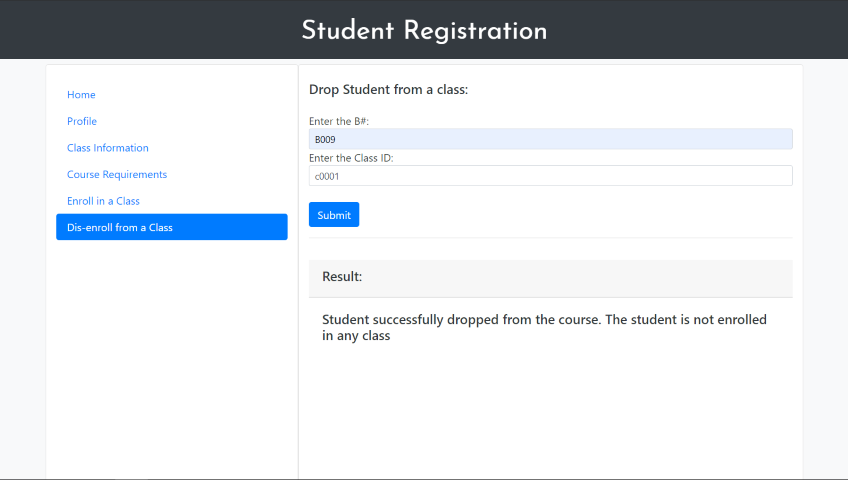 Student Registration
Home
Profile
Class Information
Course Requirements
Enroll in a Class
Dis-enroll from a Class
Drop Student from a class:
Enter the B#:
B009
Enter the Class ID:
c0001
Submit
Result:
Student successfully dropped from the course. The student is not enrolled
in any class